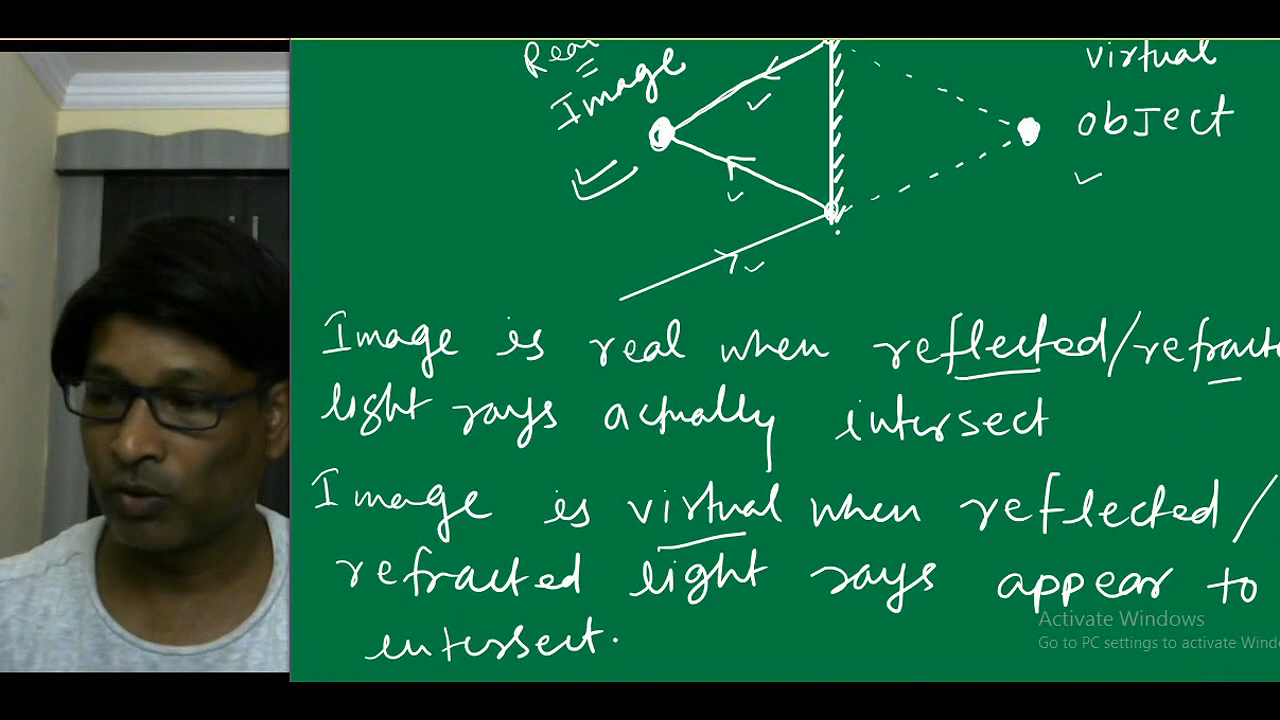 Real
Image
virtual
object
Image is real when reflected/refracte
light rays actually intersect
Image is virtual when reflected/
refracted light rays appear to
intersect.
Activate Windows
Go to PC settings to activate Windo